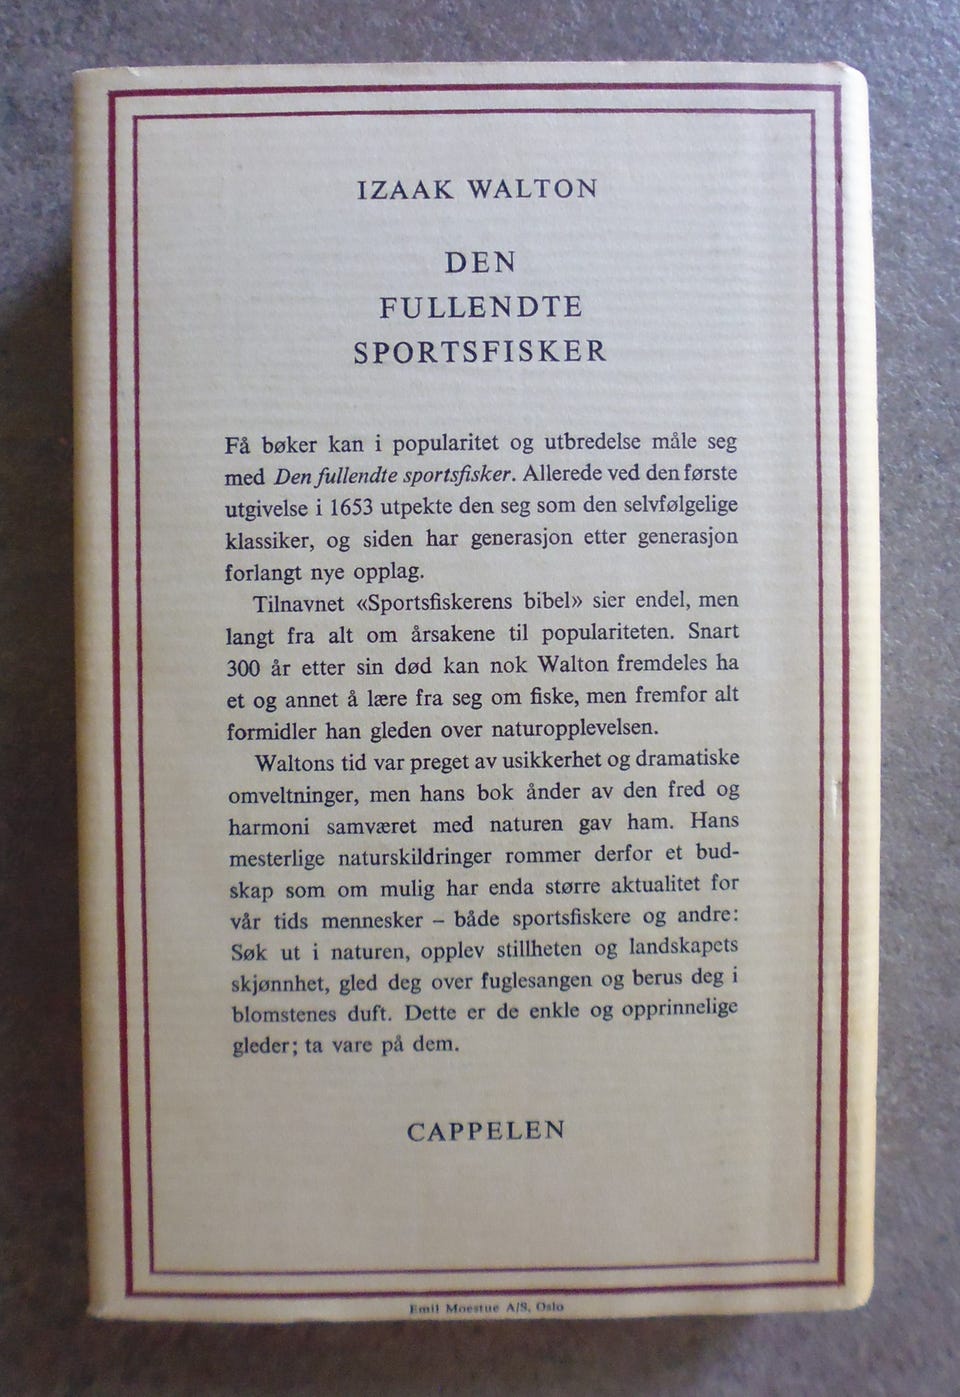 IZAAK WALTON
DEN
FULLENDTE
SPORTSFISKER
Få bøker kan i popularitet og utbredelse måle seg
med Den fullendte sportsfisker. Allerede ved den første
utgivelse i 1653 utpekte den seg som den selvfølgelige
klassiker, og siden har generasjon etter generasjon
forlangt nye opplag.
Tilnavnet «Sportsfiskerens bibel» sier endel, men
langt fra alt om årsakene til populariteten. Snart
300 år etter sin død kan nok Walton fremdeles ha
et og annet å lære fra seg om fiske, men fremfor alt
formidler han gleden over naturopplevelsen.
Waltons tid var preget av usikkerhet og dramatiske
omveltninger, men hans bok ånder av den fred og
harmoni samværet med naturen gav ham. Hans
mesterlige naturskildringer rommer derfor et bud-
skap som om mulig har enda større aktualitet for
vår tids mennesker – både sportsfiskere og andre:
Søk ut i naturen, opplev stillheten og landskapets
skjønnhet, gled deg over fuglesangen og berus deg i
blomstenes duft. Dette er de enkle og opprinnelige
gleder; ta vare på dem.
CAPPELEN
Emil Moestue A/S, Oslo